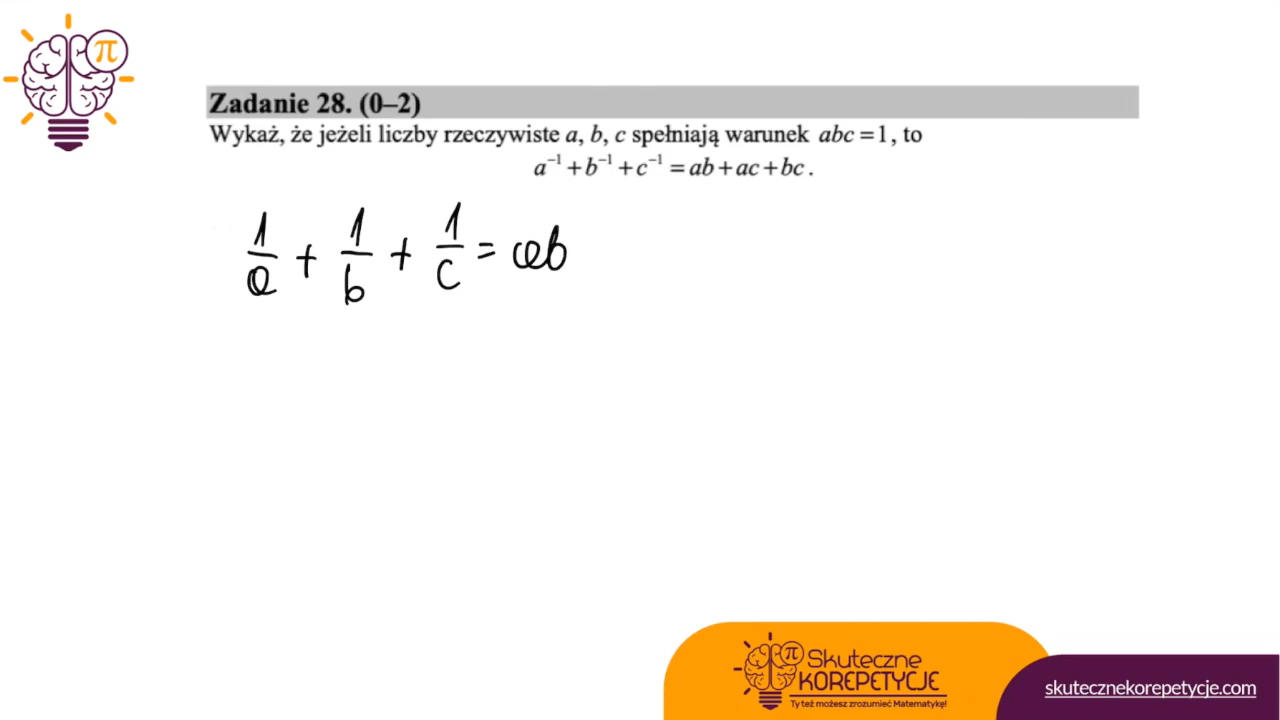 π
Zadanie 28. (0–2)
Wykaż, że jeżeli liczby rzeczywiste a, b, c spełniają warunek abc = 1, to
a⁻¹ + b⁻¹ + c⁻¹ = ab + ac + bc.
1/a + 1/b + 1/c = ab
π
Skuteczne
KOREPETYCJE
Ty też możesz zrozumieć Matematykę!
skutecznekorepetycje.com